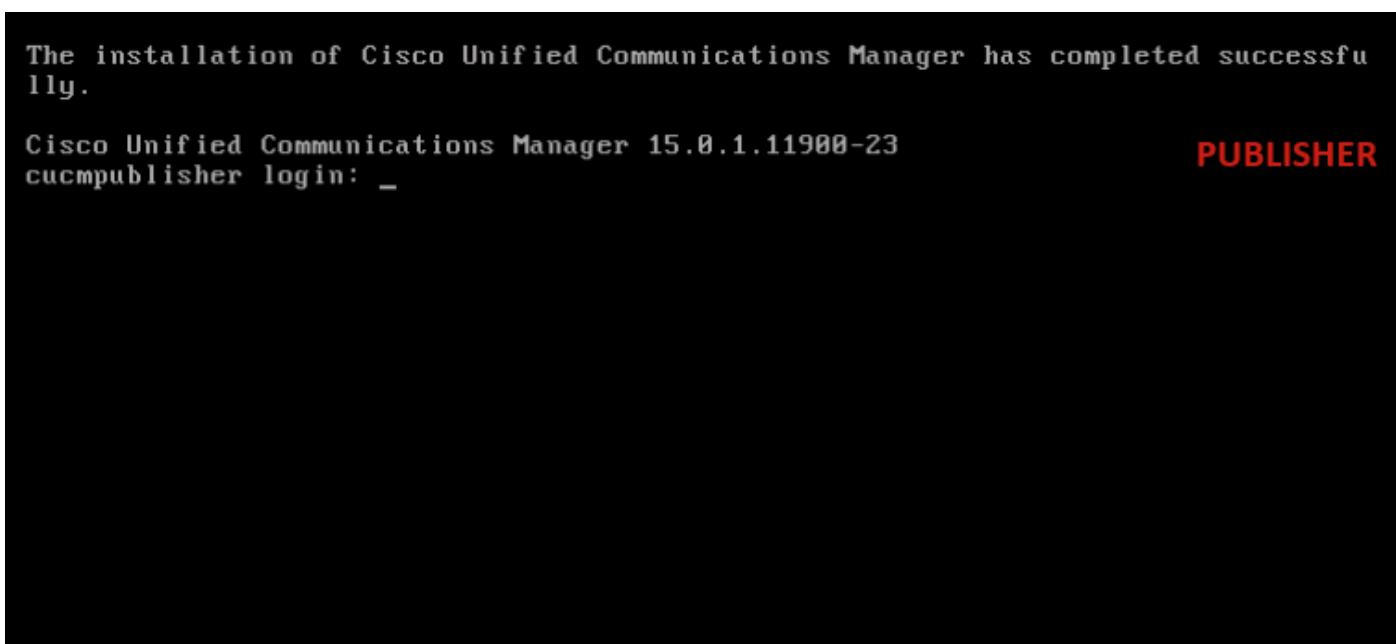 The installation of Cisco Unified Communications Manager has completed successfu
lly.
Cisco Unified Communications Manager 15.0.1.11900-23
PUBLISHER
cucmpublisher login: _